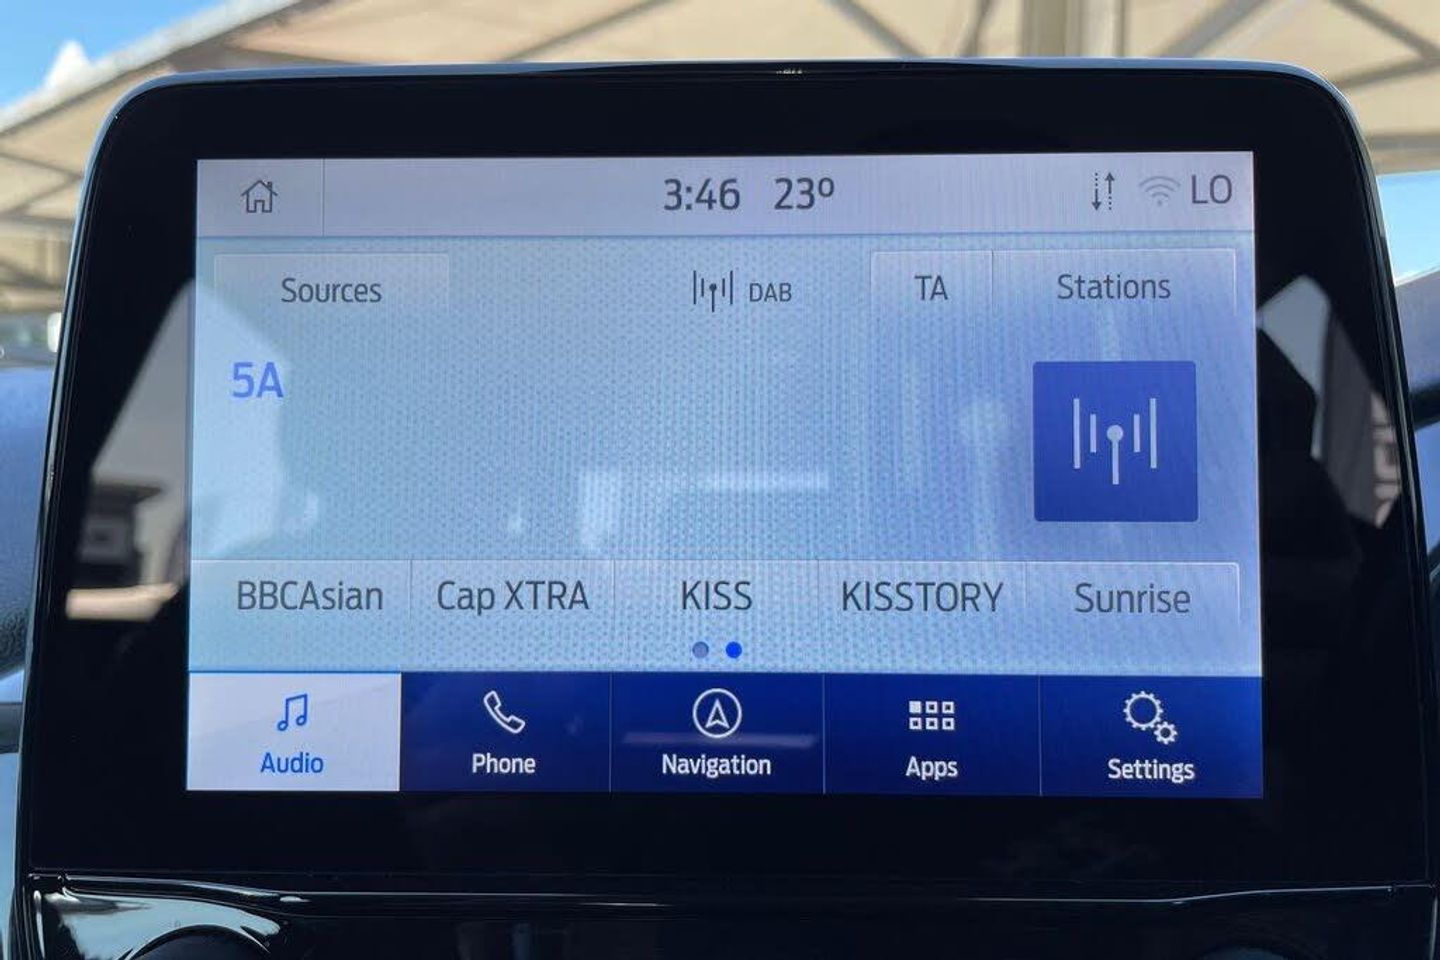 3:46 23º LO
Sources DAB TA Stations
5A
BBCAsian Cap XTRA KISS KISSTORY Sunrise
Audio Phone Navigation Apps Settings